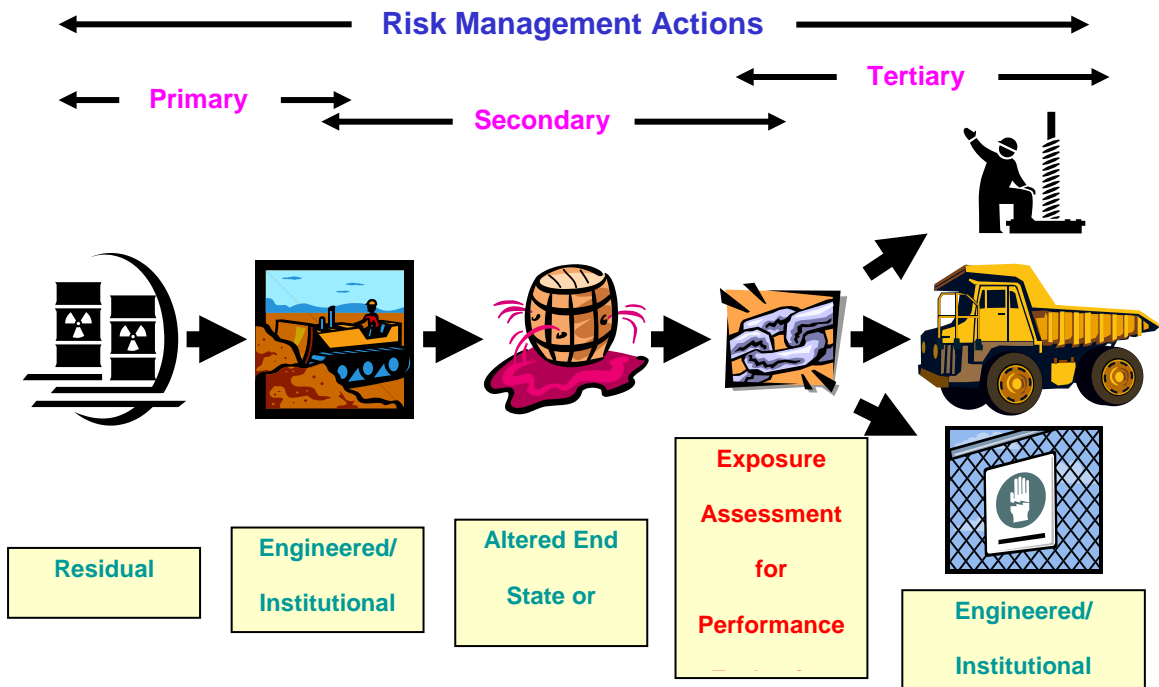 Risk Management Actions
Primary
Secondary
Tertiary
Residual
Engineered/
Institutional
Altered End
State or
Exposure
Assessment
for
Performance
Engineered/
Institutional